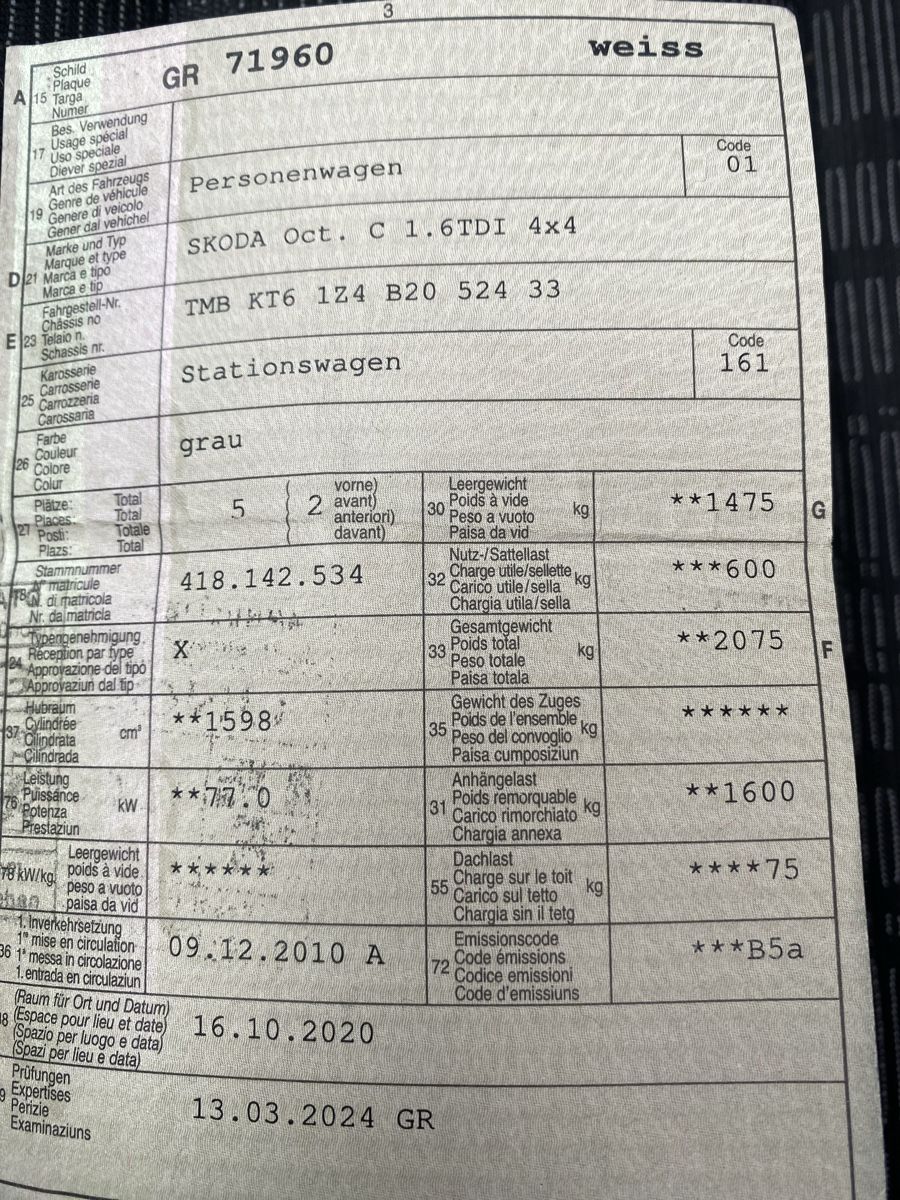 3
A 15 Schild GR 71960 weiss
Plaque
Targa
Numer
17 Bes. Verwendung
Usage spécial
Uso speciale
Diever spezial
19 Art des Fahrzeugs Personenwagen Code 01
Genre de véhicule
Genere di veicolo
Gener dal vehichel
D 21 Marke und Typ SKODA Oct. C 1.6TDI 4x4
Marque et type
Marca e tipo
Marca e tip
E 23 Fahrgestell-Nr. TMB KT6 1Z4 B20 524 33
Châssis no
Telaio n.
Schassis nr.
25 Karosserie Stationswagen Code 161
Carrosserie
Carrozzeria
Carossaria
26 Farbe grau
Couleur
Colore
Colur
27 Plätze: Total 5 { 2 vorne)
Places: Total avant)
Posti: Totale anteriori)
Plazs: Total davant)
30 Leergewicht kg **1475 G
Poids à vide
Peso a vuoto
Paisa da vid
18 Stammnummer 418.142.534
N° matricule
N. di matricola
Nr. da matricla
32 Nutz-/Sattellast kg ***600
Charge utile/sellette
Carico utile/sella
Chargia utila/sella
24 Typengenehmigung X
Réception par type
Approvazione del tipo
Approvaziun dal tip
33 Gesamtgewicht kg **2075 F
Poids total
Peso totale
Paisa totala
37 Hubraum cm³ **1598
Cylindrée
Cilindrata
Cilindrada
35 Gewicht des Zuges kg ******
Poids de l'ensemble
Peso del convoglio
Paisa cumposiziun
76 Leistung kW **77.0
Puissance
Potenza
Prestaziun
31 Anhängelast kg **1600
Poids remorquable
Carico rimorchiato
Chargia annexa
78 kW/kg Leergewicht ******
poids à vide
peso a vuoto
paisa da vid
55 Dachlast kg ****75
Charge sur le toit
Carico sul tetto
Chargia sin il tetg
36 1. Inverkehrsetzung 09.12.2010 A
1re mise en circulation
1a messa in circolazione
1. entrada en circulaziun
72 Emissionscode ***B5a
Code émissions
Codice emissioni
Code d'emissiuns
(Raum für Ort und Datum) 16.10.2020
(Espace pour lieu et date)
(Spazio per luogo e data)
(Spazi per lieu e data)
Prüfungen 13.03.2024 GR
Expertises
Perizie
Examinaziuns